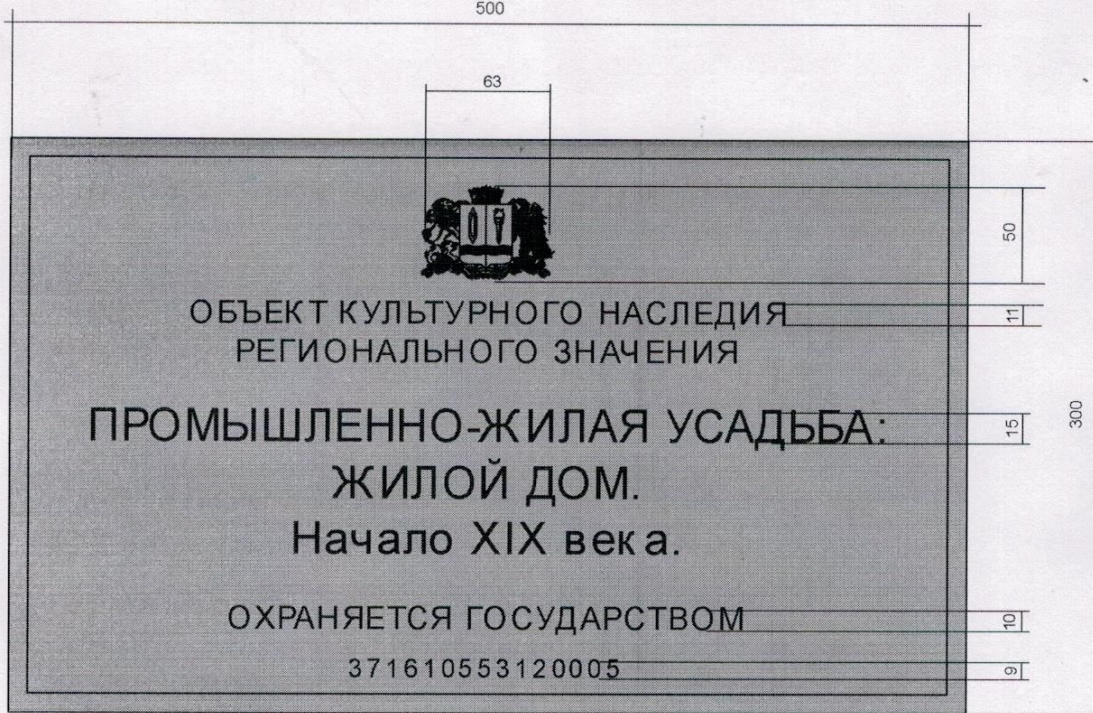 500
63
50
ОБЪЕКТ КУЛЬТУРНОГО НАСЛЕДИЯ
11
РЕГИОНАЛЬНОГО ЗНАЧЕНИЯ
ПРОМЫШЛЕННО-ЖИЛАЯ УСАДЬБА:
15
300
ЖИЛОЙ ДОМ.
Начало XIX века.
ОХРАНЯЕТСЯ ГОСУДАРСТВОМ
10
371610553120005
9